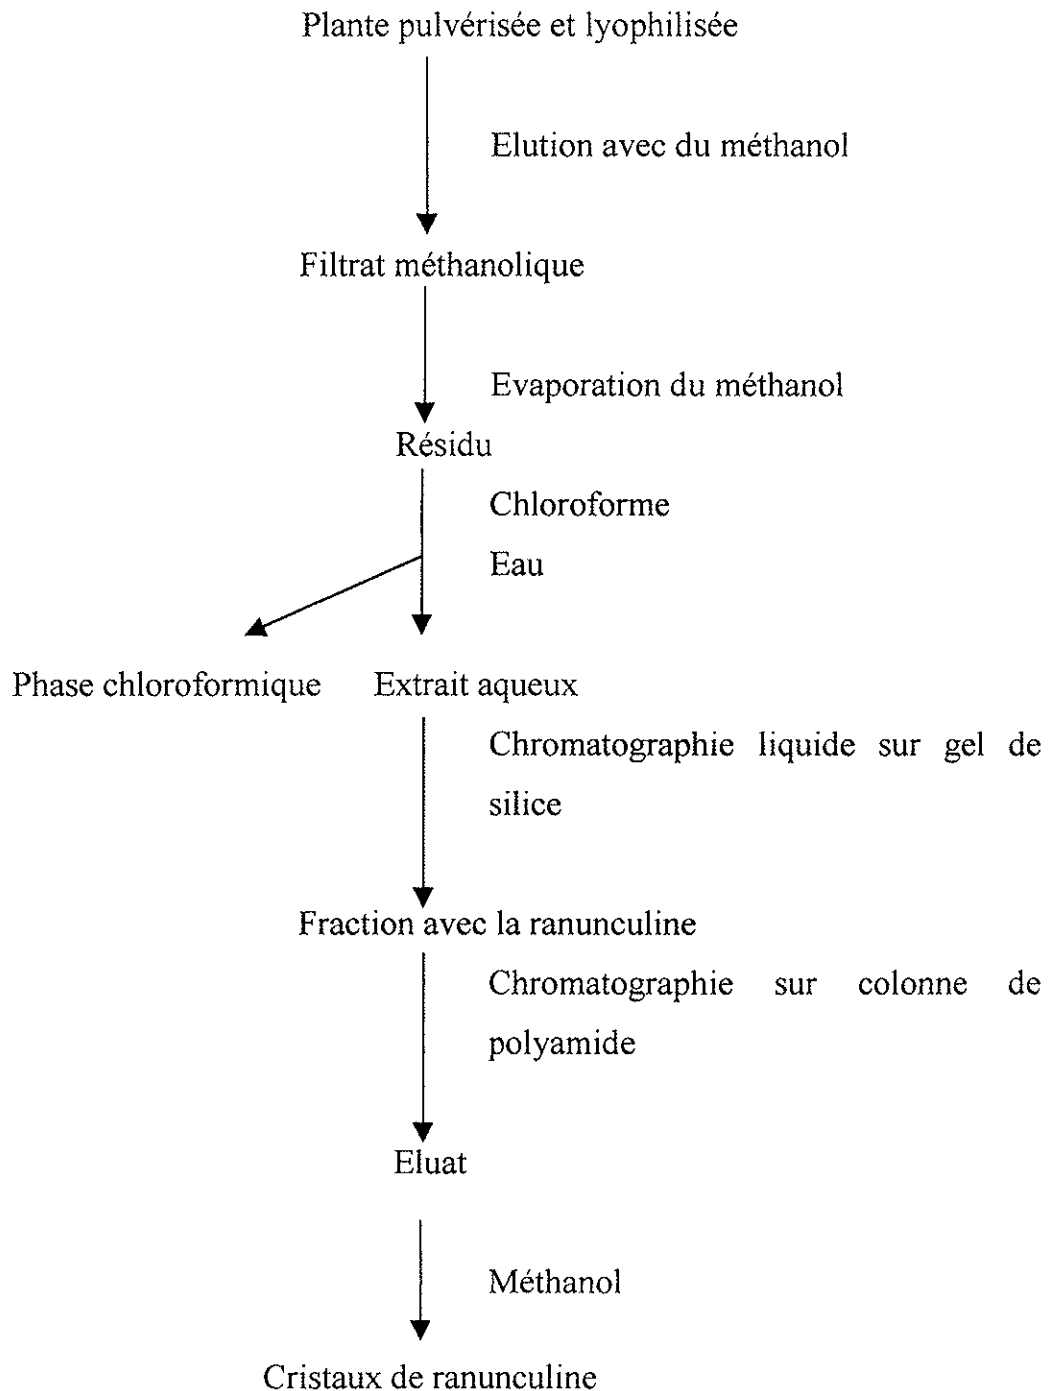 Plante pulvérisée et lyophilisée
Elution avec du méthanol
Filtrat méthanolique
Evaporation du méthanol
Résidu
Chloroforme
Eau
Phase chloroformique Extrait aqueux
Chromatographie liquide sur gel de
silice
Fraction avec la ranunculine
Chromatographie sur colonne de
polyamide
Eluat
Méthanol
Cristaux de ranunculine